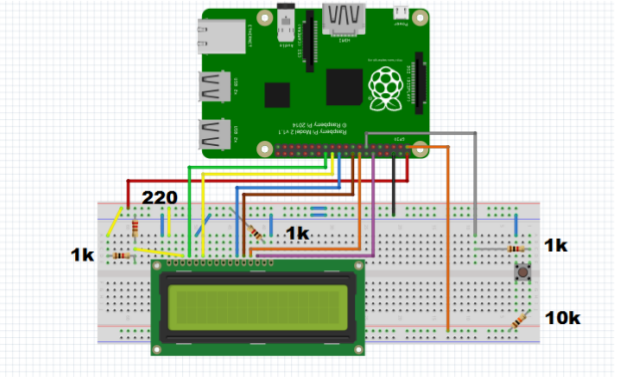 Power
HDMI
Audio
ETHERNET
USB 2x
USB 2x
Raspberry Pi Model 2 v1.1
© Raspberry Pi 2014
GPIO
220
1k
1k
1k
10k